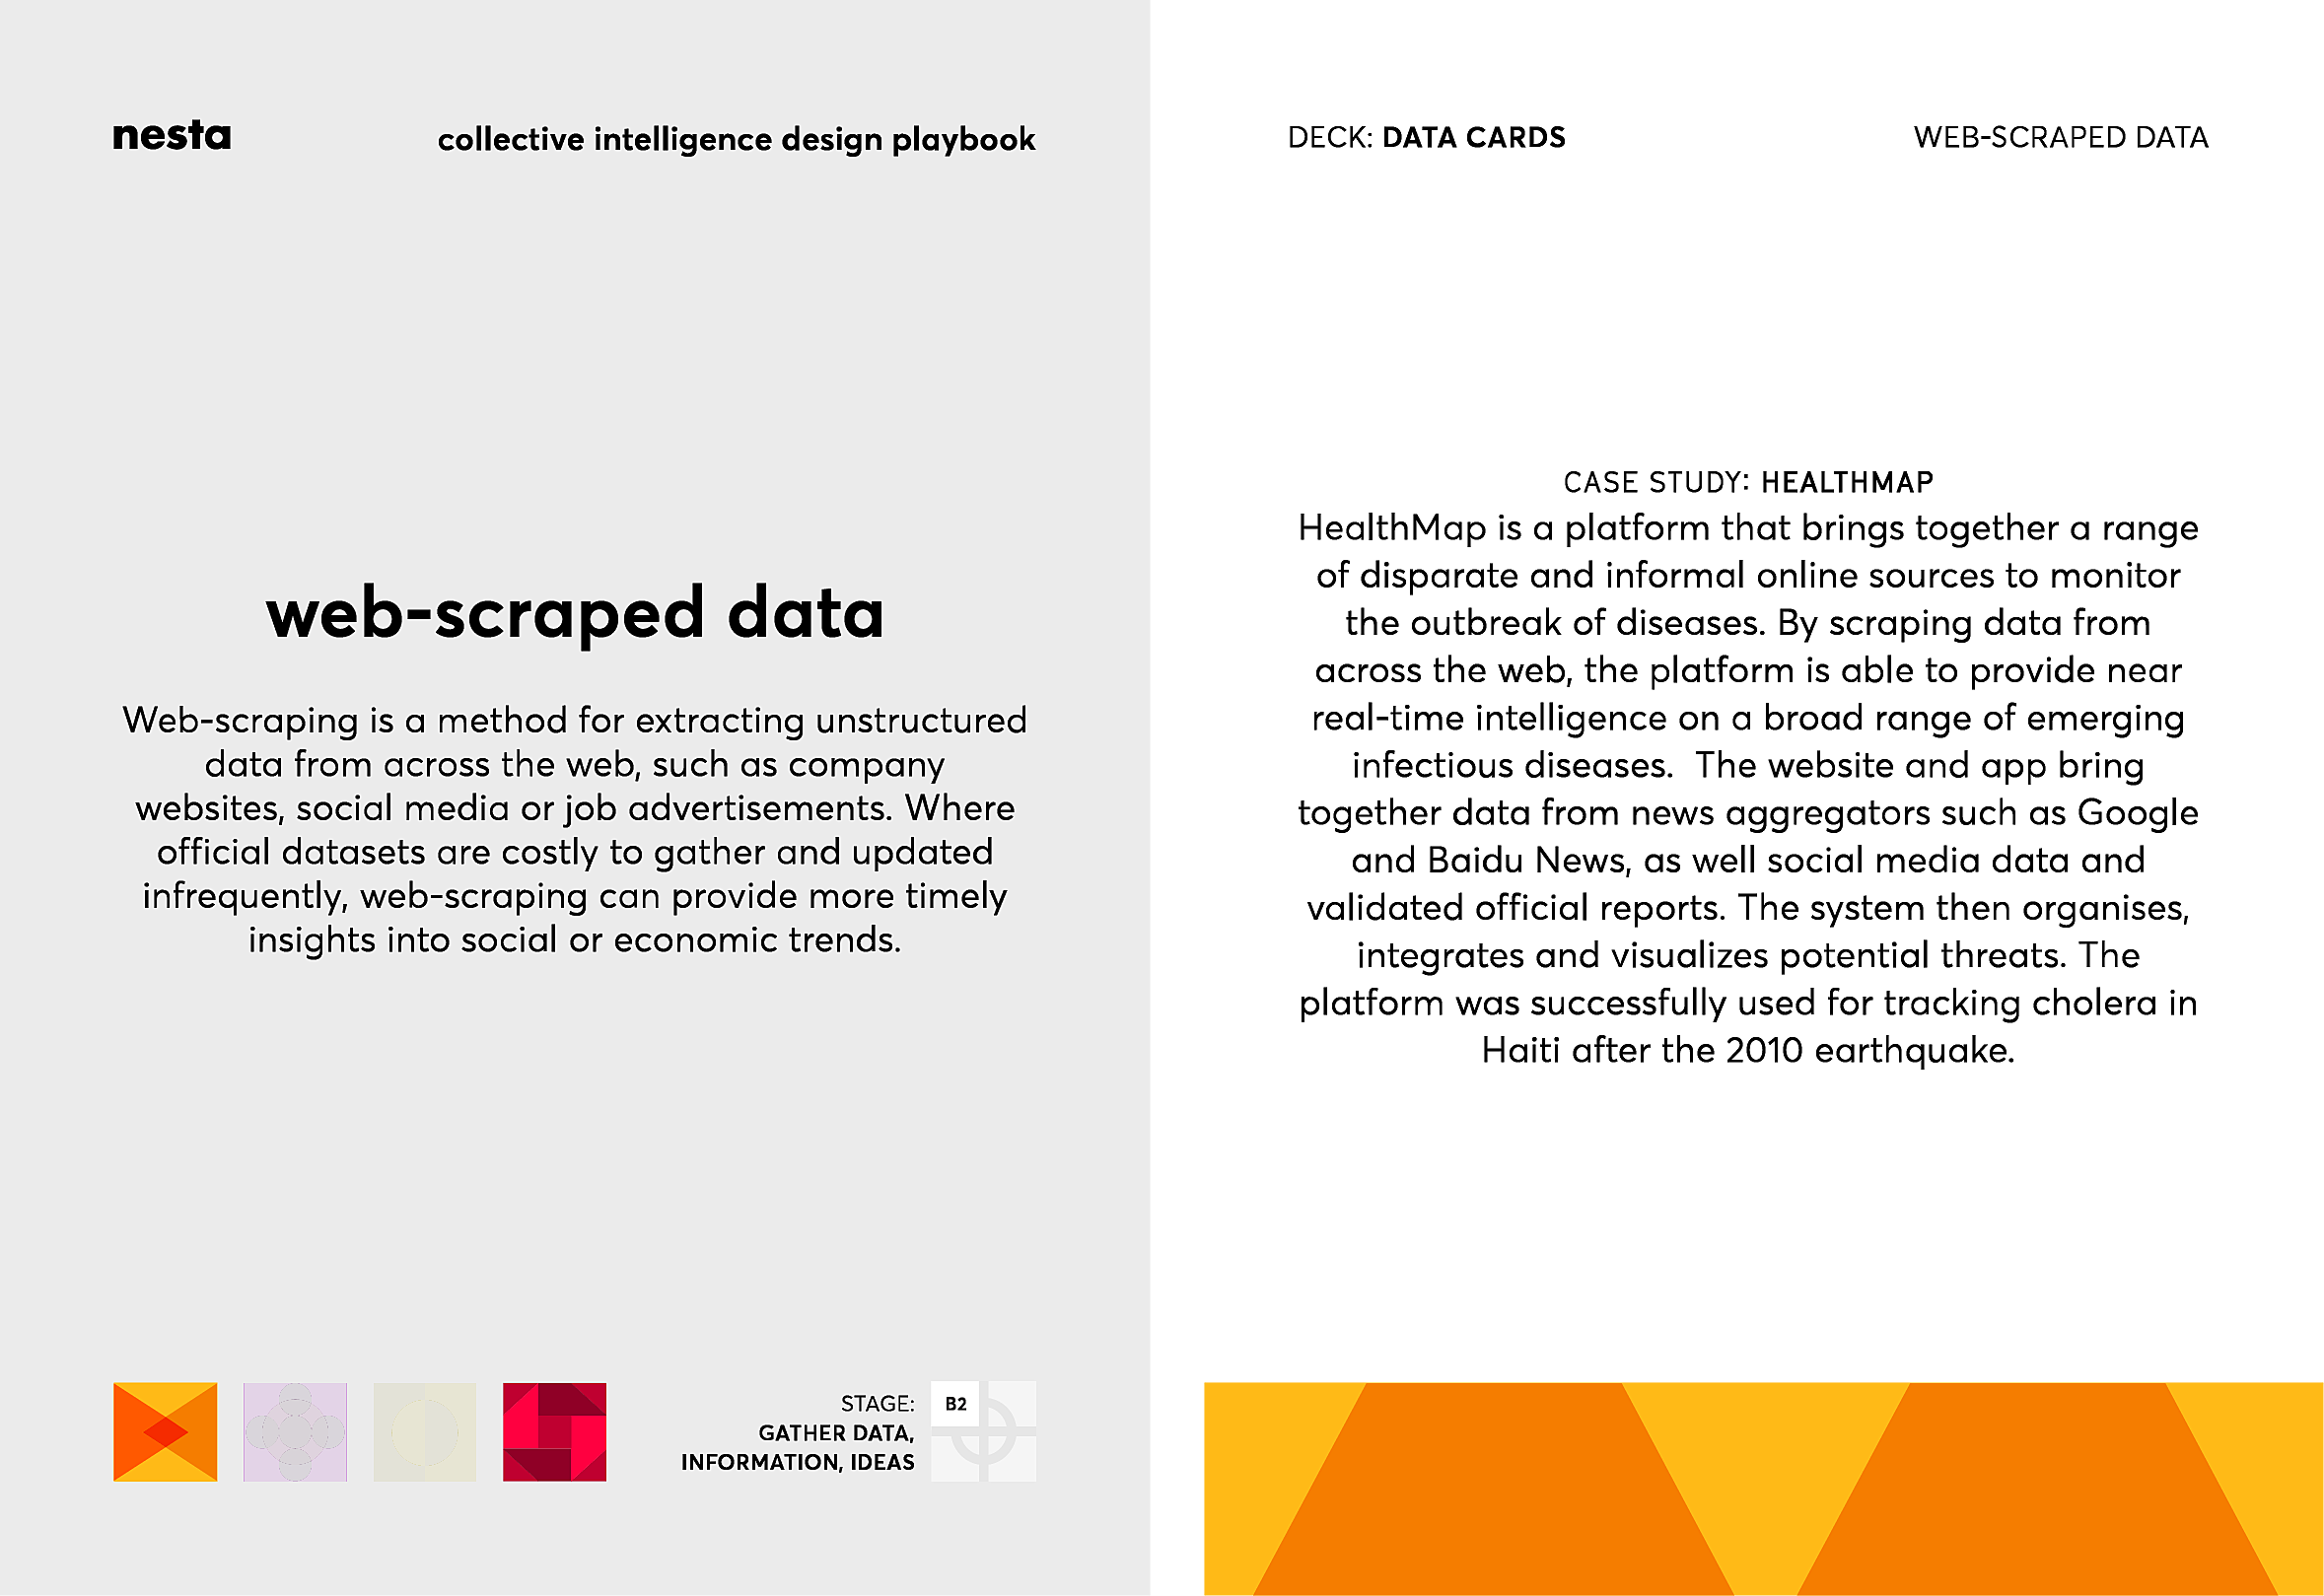 nesta
collective intelligence design playbook
web-scraped data
Web-scraping is a method for extracting unstructured
data from across the web, such as company
websites, social media or job advertisements. Where
official datasets are costly to gather and updated
infrequently, web-scraping can provide more timely
insights into social or economic trends.
STAGE:
GATHER DATA,
INFORMATION, IDEAS
B2
DECK: DATA CARDS
WEB-SCRAPED DATA
CASE STUDY: HEALTHMAP
HealthMap is a platform that brings together a range
of disparate and informal online sources to monitor
the outbreak of diseases. By scraping data from
across the web, the platform is able to provide near
real-time intelligence on a broad range of emerging
infectious diseases.  The website and app bring
together data from news aggregators such as Google
and Baidu News, as well social media data and
validated official reports. The system then organises,
integrates and visualizes potential threats. The
platform was successfully used for tracking cholera in
Haiti after the 2010 earthquake.